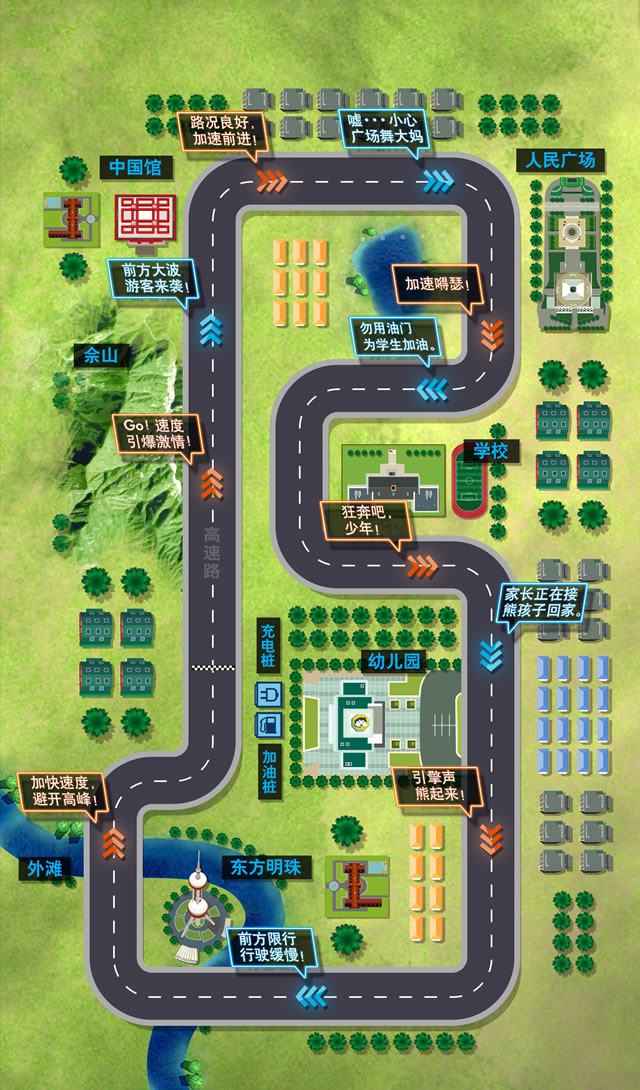 路况良好，
加速前进！
嘘···小心
广场舞大妈
中国馆
人民广场
前方大波
游客来袭！
加速嘚瑟！
勿用油门
为学生加油。
佘山
Go！速度
引爆激情！
学校
狂奔吧，
少年！
高速路
家长正在接
熊孩子回家。
充电桩
幼儿园
加油桩
加快速度，
避开高峰！
引擎声
熊起来！
外滩
东方明珠
前方限行
行驶缓慢！